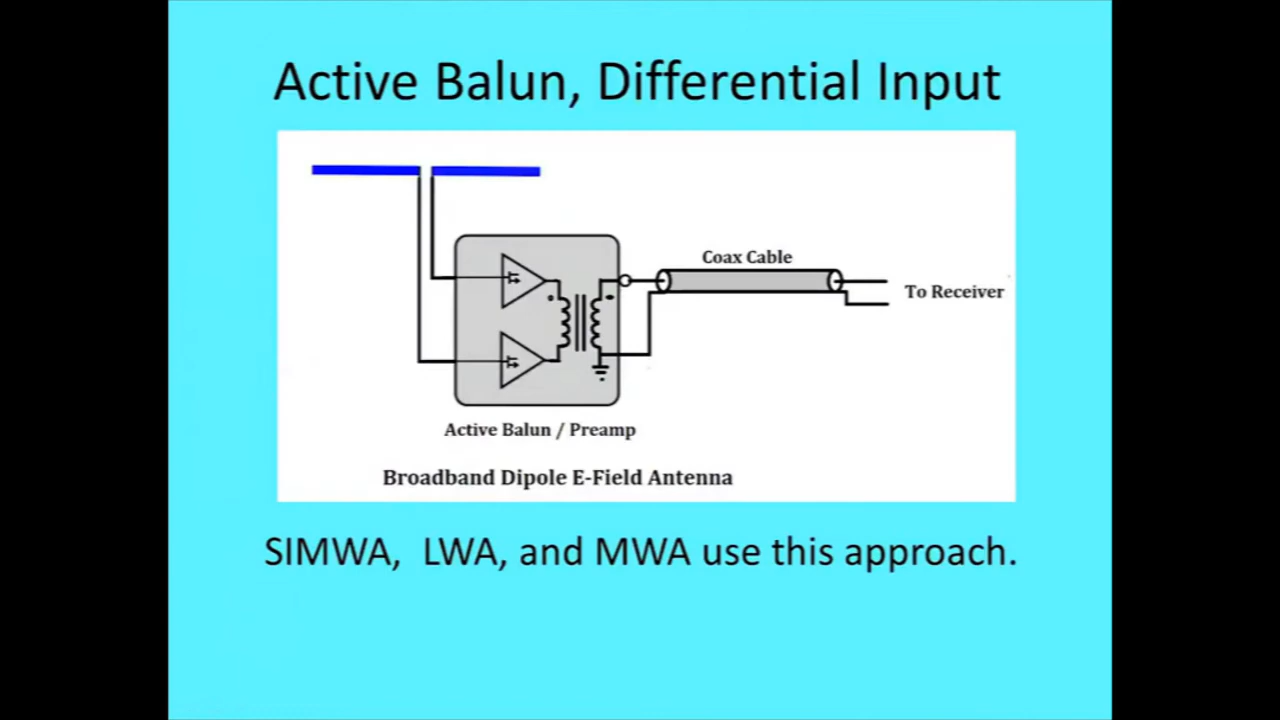 Active Balun, Differential Input
Coax Cable
To Receiver
Active Balun / Preamp
Broadband Dipole E-Field Antenna
SIMWA,  LWA, and MWA use this approach.